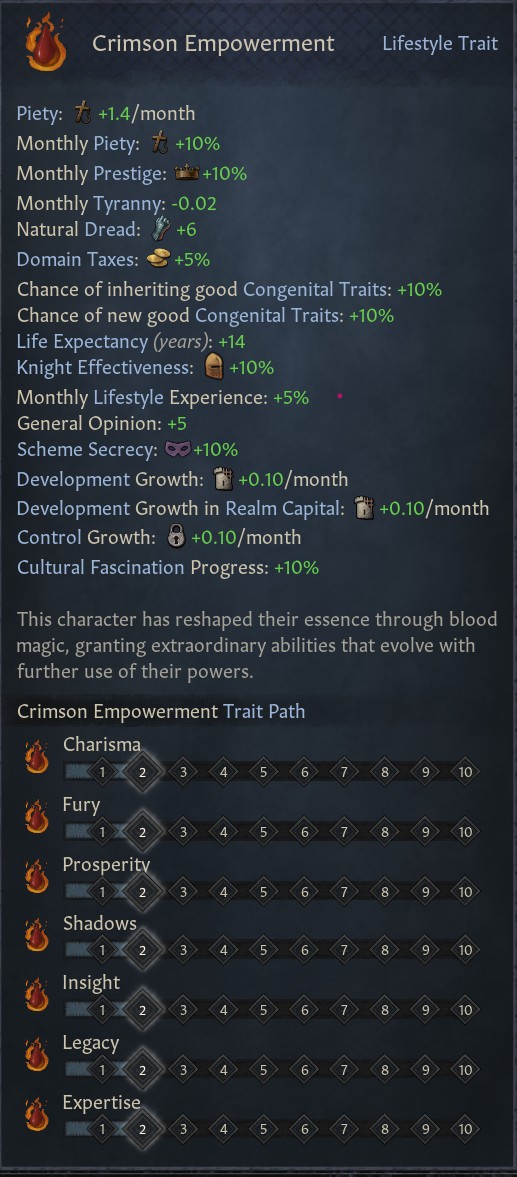 Crimson Empowerment Lifestyle Trait
Piety: +1.4/month
Monthly Piety: +10%
Monthly Prestige: +10%
Monthly Tyranny: -0.02
Natural Dread: +6
Domain Taxes: +5%
Chance of inheriting good Congenital Traits: +10%
Chance of new good Congenital Traits: +10%
Life Expectancy (years): +14
Knight Effectiveness: +10%
Monthly Lifestyle Experience: +5%
General Opinion: +5
Scheme Secrecy: +10%
Development Growth: +0.10/month
Development Growth in Realm Capital: +0.10/month
Control Growth: +0.10/month
Cultural Fascination Progress: +10%
This character has reshaped their essence through blood
magic, granting extraordinary abilities that evolve with
further use of their powers.
Crimson Empowerment Trait Path
Charisma
1 2 3 4 5 6 7 8 9 10
Fury
1 2 3 4 5 6 7 8 9 10
Prosperity
1 2 3 4 5 6 7 8 9 10
Shadows
1 2 3 4 5 6 7 8 9 10
Insight
1 2 3 4 5 6 7 8 9 10
Legacy
1 2 3 4 5 6 7 8 9 10
Expertise
1 2 3 4 5 6 7 8 9 10